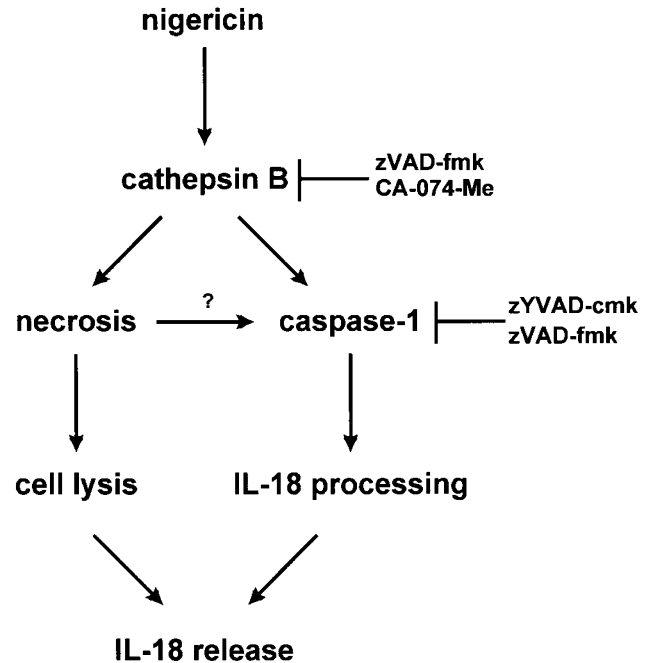 nigericin
cathepsin B
zVAD-fmk
CA-074-Me
necrosis
?
caspase-1
zYVAD-cmk
zVAD-fmk
cell lysis
IL-18 processing
IL-18 release